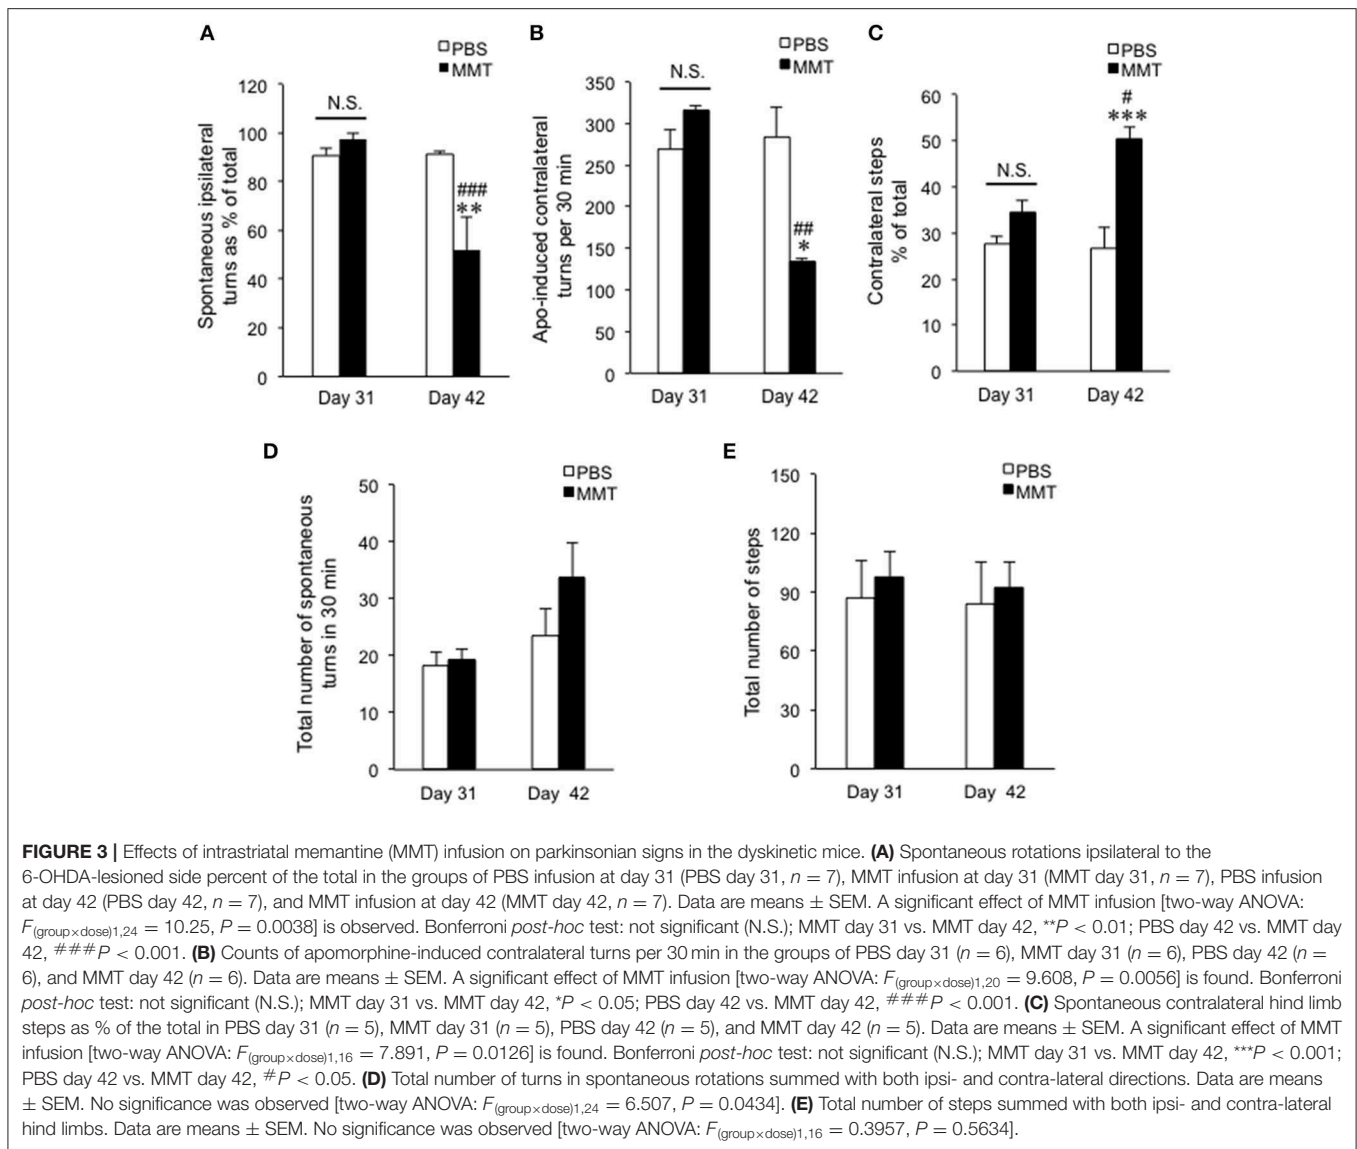 A
PBS
MMT
Spontaneous ipsilateral
turns as % of total
120
100
80
60
40
20
0
N.S.
###
**
Day 31
Day 42
B
PBS
MMT
Apo-induced contralateral
turns per 30 min
350
300
250
200
150
100
50
0
N.S.
##
*
Day 31
Day 42
C
PBS
MMT
Contralateral steps
% of total
60
50
40
30
20
10
0
N.S.
#
***
Day 31
Day 42
D
PBS
MMT
Total number of spontaneous
turns in 30 min
50
40
30
20
10
0
Day 31
Day 42
E
PBS
MMT
Total number of steps
150
120
90
60
30
0
Day 31
Day 42
FIGURE 3 | Effects of intrastriatal memantine (MMT) infusion on parkinsonian signs in the dyskinetic mice. (A) Spontaneous rotations ipsilateral to the
6-OHDA-lesioned side percent of the total in the groups of PBS infusion at day 31 (PBS day 31, n = 7), MMT infusion at day 31 (MMT day 31, n = 7), PBS infusion
at day 42 (PBS day 42, n = 7), and MMT infusion at day 42 (MMT day 42, n = 7). Data are means ± SEM. A significant effect of MMT infusion [two-way ANOVA:
F(group×dose)1,24 = 10.25, P = 0.0038] is observed. Bonferroni post-hoc test: not significant (N.S.); MMT day 31 vs. MMT day 42, **P < 0.01; PBS day 42 vs. MMT day
42, ###P < 0.001. (B) Counts of apomorphine-induced contralateral turns per 30 min in the groups of PBS day 31 (n = 6), MMT day 31 (n = 6), PBS day 42 (n =
6), and MMT day 42 (n = 6). Data are means ± SEM. A significant effect of MMT infusion [two-way ANOVA: F(group×dose)1,20 = 9.608, P = 0.0056] is found. Bonferroni
post-hoc test: not significant (N.S.); MMT day 31 vs. MMT day 42, *P < 0.05; PBS day 42 vs. MMT day 42, ###P < 0.001. (C) Spontaneous contralateral hind limb
steps as % of the total in PBS day 31 (n = 5), MMT day 31 (n = 5), PBS day 42 (n = 5), and MMT day 42 (n = 5). Data are means ± SEM. A significant effect of MMT
infusion [two-way ANOVA: F(group×dose)1,16 = 7.891, P = 0.0126] is found. Bonferroni post-hoc test: not significant (N.S.); MMT day 31 vs. MMT day 42, ***P < 0.001;
PBS day 42 vs. MMT day 42, #P < 0.05. (D) Total number of turns in spontaneous rotations summed with both ipsi- and contra-lateral directions. Data are means
± SEM. No significance was observed [two-way ANOVA: F(group×dose)1,24 = 6.507, P = 0.0434]. (E) Total number of steps summed with both ipsi- and contra-lateral
hind limbs. Data are means ± SEM. No significance was observed [two-way ANOVA: F(group×dose)1,16 = 0.3957, P = 0.5634].